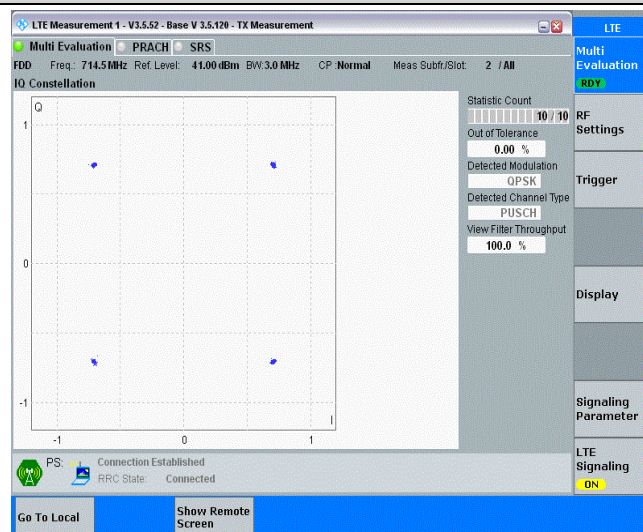 LTE Measurement 1 - V3.5.52 - Base V 3.5.120 - TX Measurement
Multi Evaluation PRACH SRS
FDD Freq.: 714.5 MHz Ref. Level: 41.00 dBm BW: 3.0 MHz CP :Normal Meas Subfr./Slot: 2 / All
IQ Constellation
Q
1
0
-1
-1 0 1
I
Statistic Count
10 / 10
Out of Tolerance
0.00 %
Detected Modulation
QPSK
Detected Channel Type
PUSCH
View Filter Throughput
100.0 %
PS: Connection Established
RRC State: Connected
Go To Local
Show Remote
Screen
LTE
Multi
Evaluation
RDY
RF
Settings
Trigger
Display
Signaling
Parameter
LTE
Signaling
ON